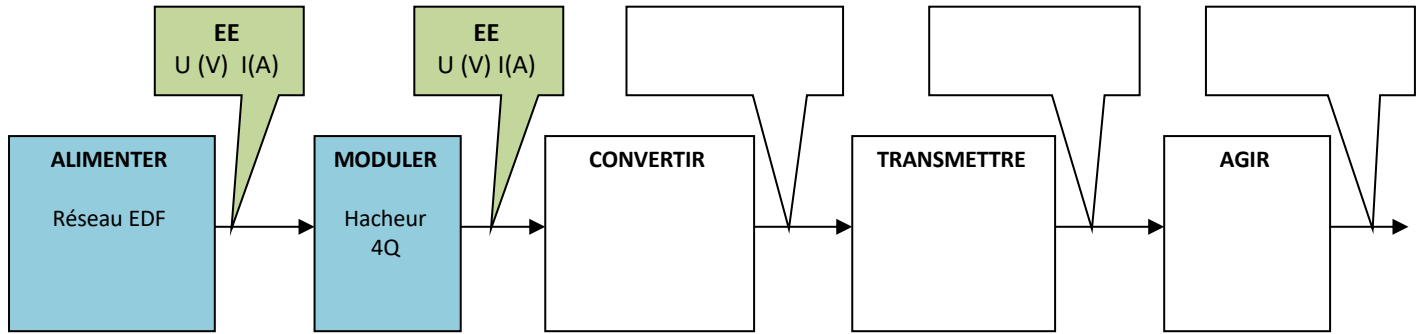 EE
U (V)  I(A)
EE
U (V) I(A)
ALIMENTER
Réseau EDF
MODULER
Hacheur
4Q
CONVERTIR
TRANSMETTRE
AGIR